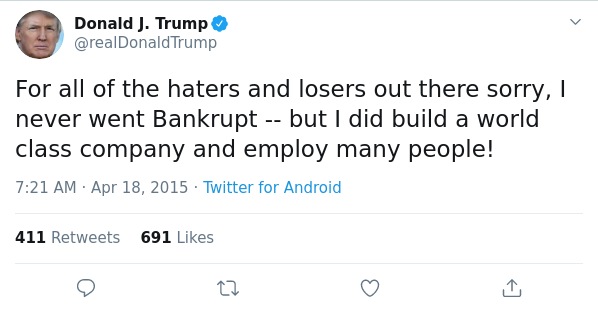 Donald J. Trump
@realDonaldTrump
For all of the haters and losers out there sorry, I
never went Bankrupt -- but I did build a world
class company and employ many people!
7:21 AM · Apr 18, 2015 · Twitter for Android
411 Retweets 691 Likes